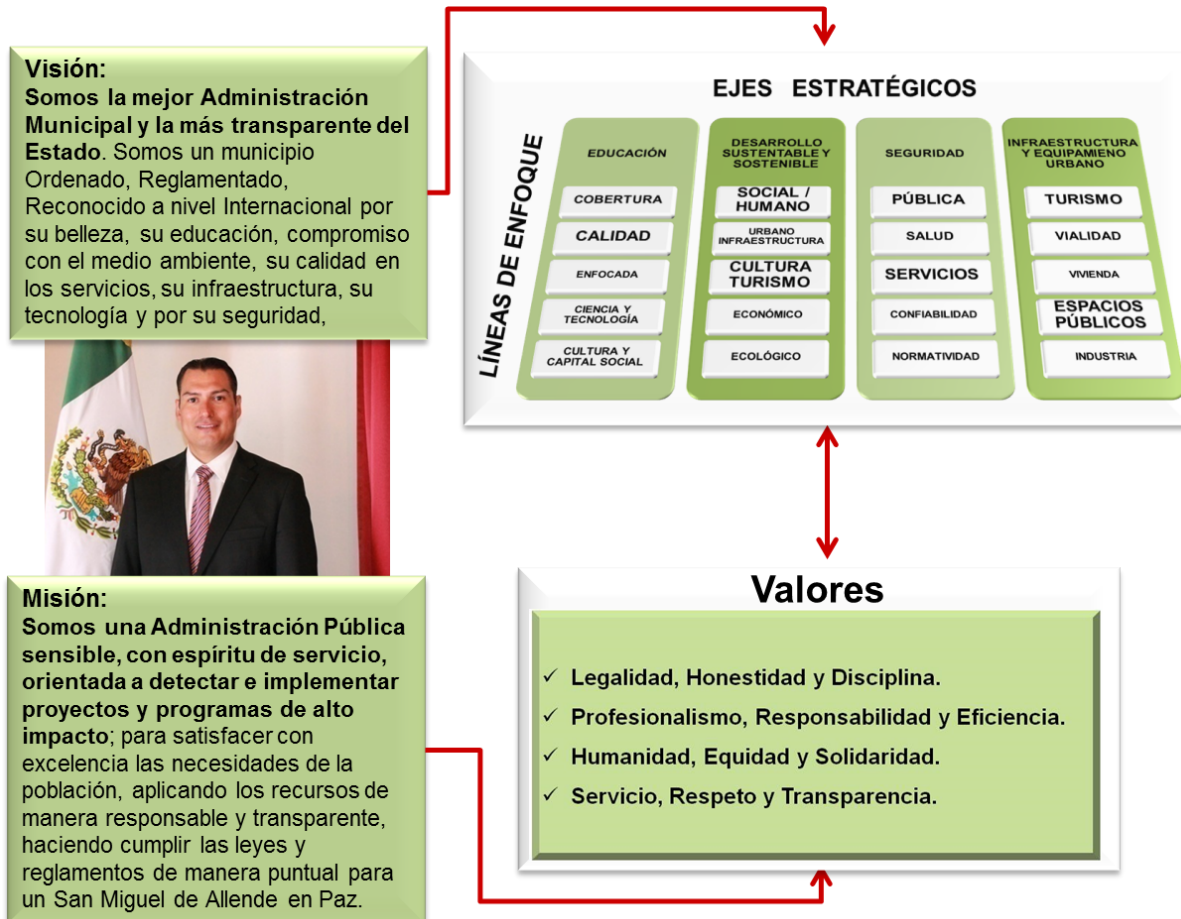 Visión:
Somos la mejor Administración
Municipal y la más transparente del
Estado. Somos un municipio
Ordenado, Reglamentado,
Reconocido a nivel Internacional por
su belleza, su educación, compromiso
con el medio ambiente, su calidad en
los servicios, su infraestructura, su
tecnología y por su seguridad,
EJES ESTRATÉGICOS
LÍNEAS DE ENFOQUE
EDUCACIÓN
COBERTURA
CALIDAD
ENFOCADA
CIENCIA Y
TECNOLOGÍA
CULTURA Y
CAPITAL SOCIAL
DESARROLLO
SUSTENTABLE Y
SOSTENIBLE
SOCIAL /
HUMANO
URBANO
INFRAESTRUCTURA
CULTURA
TURISMO
ECONÓMICO
ECOLÓGICO
SEGURIDAD
PÚBLICA
SALUD
SERVICIOS
CONFIABILIDAD
NORMATIVIDAD
INFRAESTRUCTURA
Y EQUIPAMIENO
URBANO
TURISMO
VIALIDAD
VIVIENDA
ESPACIOS
PÚBLICOS
INDUSTRIA
Misión:
Somos una Administración Pública
sensible, con espíritu de servicio,
orientada a detectar e implementar
proyectos y programas de alto
impacto; para satisfacer con
excelencia las necesidades de la
población, aplicando los recursos de
manera responsable y transparente,
haciendo cumplir las leyes y
reglamentos de manera puntual para
un San Miguel de Allende en Paz.
Valores
✓ Legalidad, Honestidad y Disciplina.
✓ Profesionalismo, Responsabilidad y Eficiencia.
✓ Humanidad, Equidad y Solidaridad.
✓ Servicio, Respeto y Transparencia.